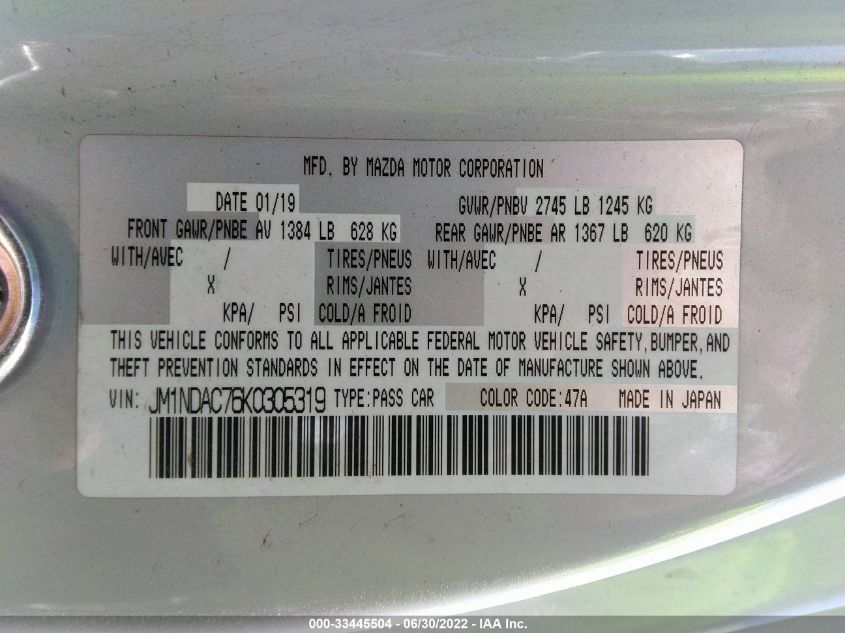 MFD. BY MAZDA MOTOR CORPORATION
DATE 01/19 GVWR/PNBV 2745 LB 1245 KG
FRONT GAWR/PNBE AV 1384 LB 628 KG REAR GAWR/PNBE AR 1367 LB 620 KG
WITH/AVEC / TIRES/PNEUS WITH/AVEC / TIRES/PNEUS
X RIMS/JANTES X RIMS/JANTES
KPA/ PSI COLD/A FROID KPA/ PSI COLD/A FROID
THIS VEHICLE CONFORMS TO ALL APPLICABLE FEDERAL MOTOR VEHICLE SAFETY,BUMPER,AND
THEFT PREVENTION STANDARDS IN EFFECT ON THE DATE OF MANUFACTURE SHOWN ABOVE.
VIN: JM1NDAC76K0305319 TYPE:PASS CAR COLOR CODE:47A MADE IN JAPAN
000-33445504 - 06/30/2022 - IAA Inc.